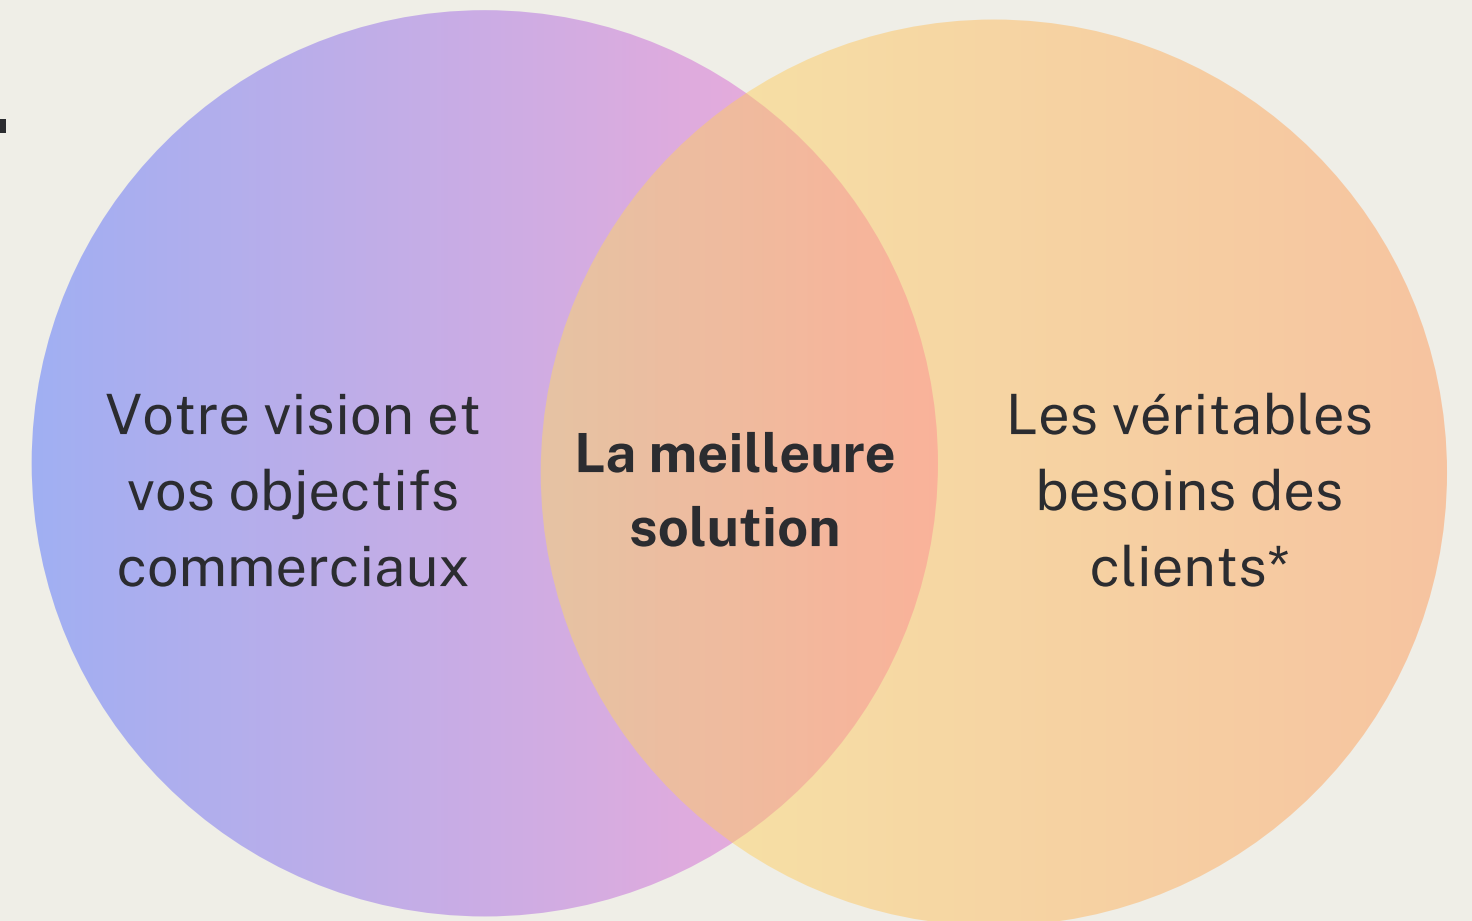 Votre vision et
vos objectifs
commerciaux
La meilleure
solution
Les véritables
besoins des
clients*